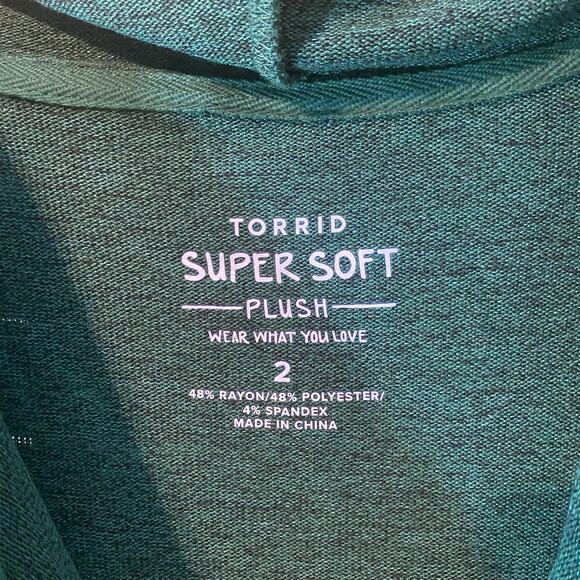 TORRID
SUPER SOFT
PLUSH
WEAR WHAT YOU LOVE
2
48% RAYON/48% POLYESTER/
4% SPANDEX
MADE IN CHINA